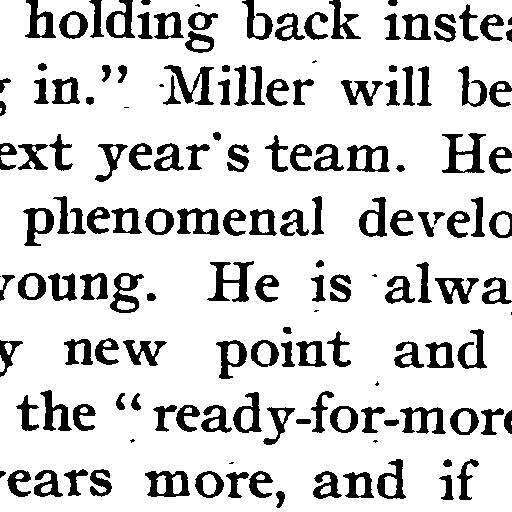 holding back inste
g in." Miller will be
ext year's team. He
phenomenal develo
young. He is alwa
y new point and
the "ready-for-more
years more, and if